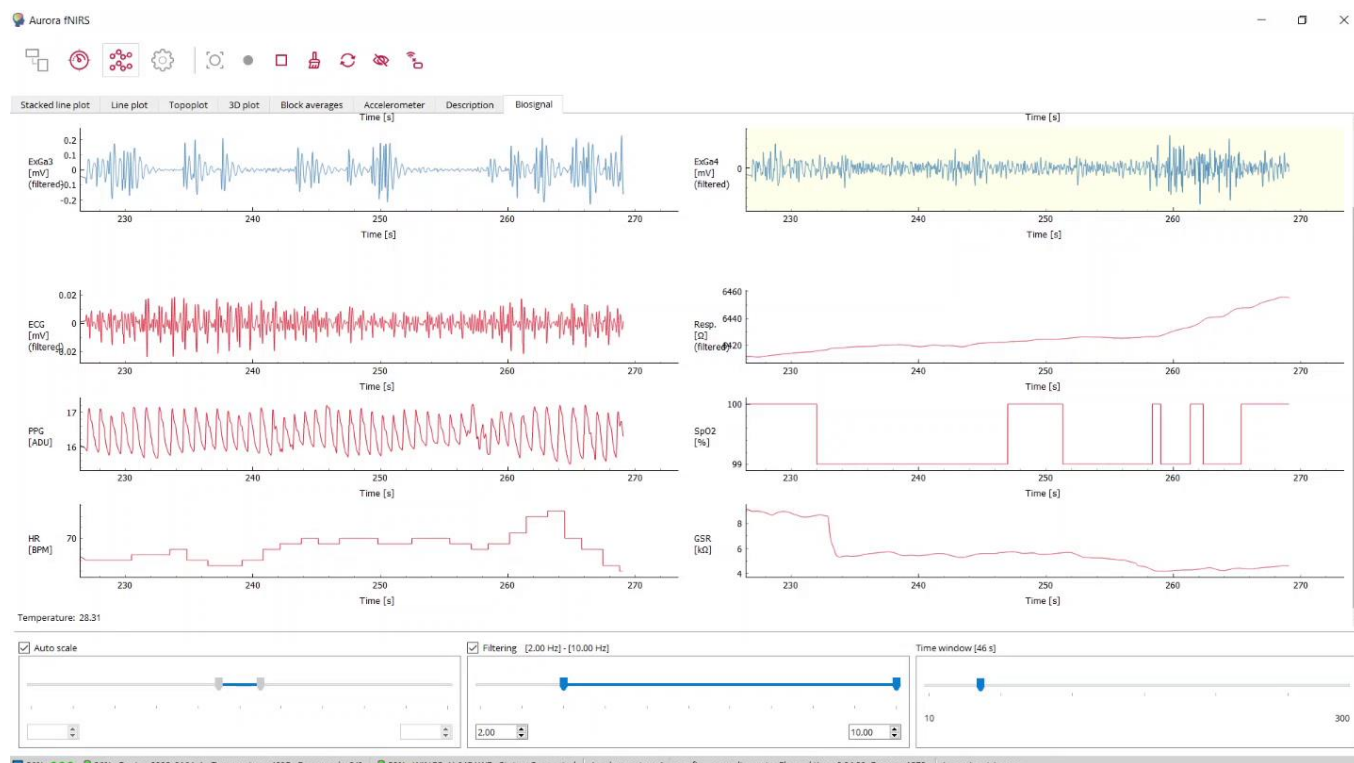 Aurora fNIRS
Stacked line plot Line plot Topoplot 3D plot Block averages Accelerometer Description Biosignal
Time [s] Time [s]
ExGa3
[mV]
(filtered)
0.2
0.1
0
-0.1
-0.2
230 240 250 260 270
Time [s]
ExGa4
[mV]
(filtered)
0
230 240 250 260 270
Time [s]
ECG
[mV]
(filtered)
0.02
0
-0.02
230 240 250 260 270
Time [s]
Resp.
[Ω]
(filtered)
6460
6440
6420
230 240 250 260 270
Time [s]
PPG
[ADU]
17
16
230 240 250 260 270
Time [s]
SpO2
[%]
100
99
230 240 250 260 270
Time [s]
HR
[BPM]
70
230 240 250 260 270
Time [s]
GSR
[kΩ]
8
6
4
230 240 250 260 270
Time [s]
Temperature: 28.31
Auto scale
Filtering [2.00 Hz] - [10.00 Hz]
2.00 10.00
Time window [46 s]
10 300